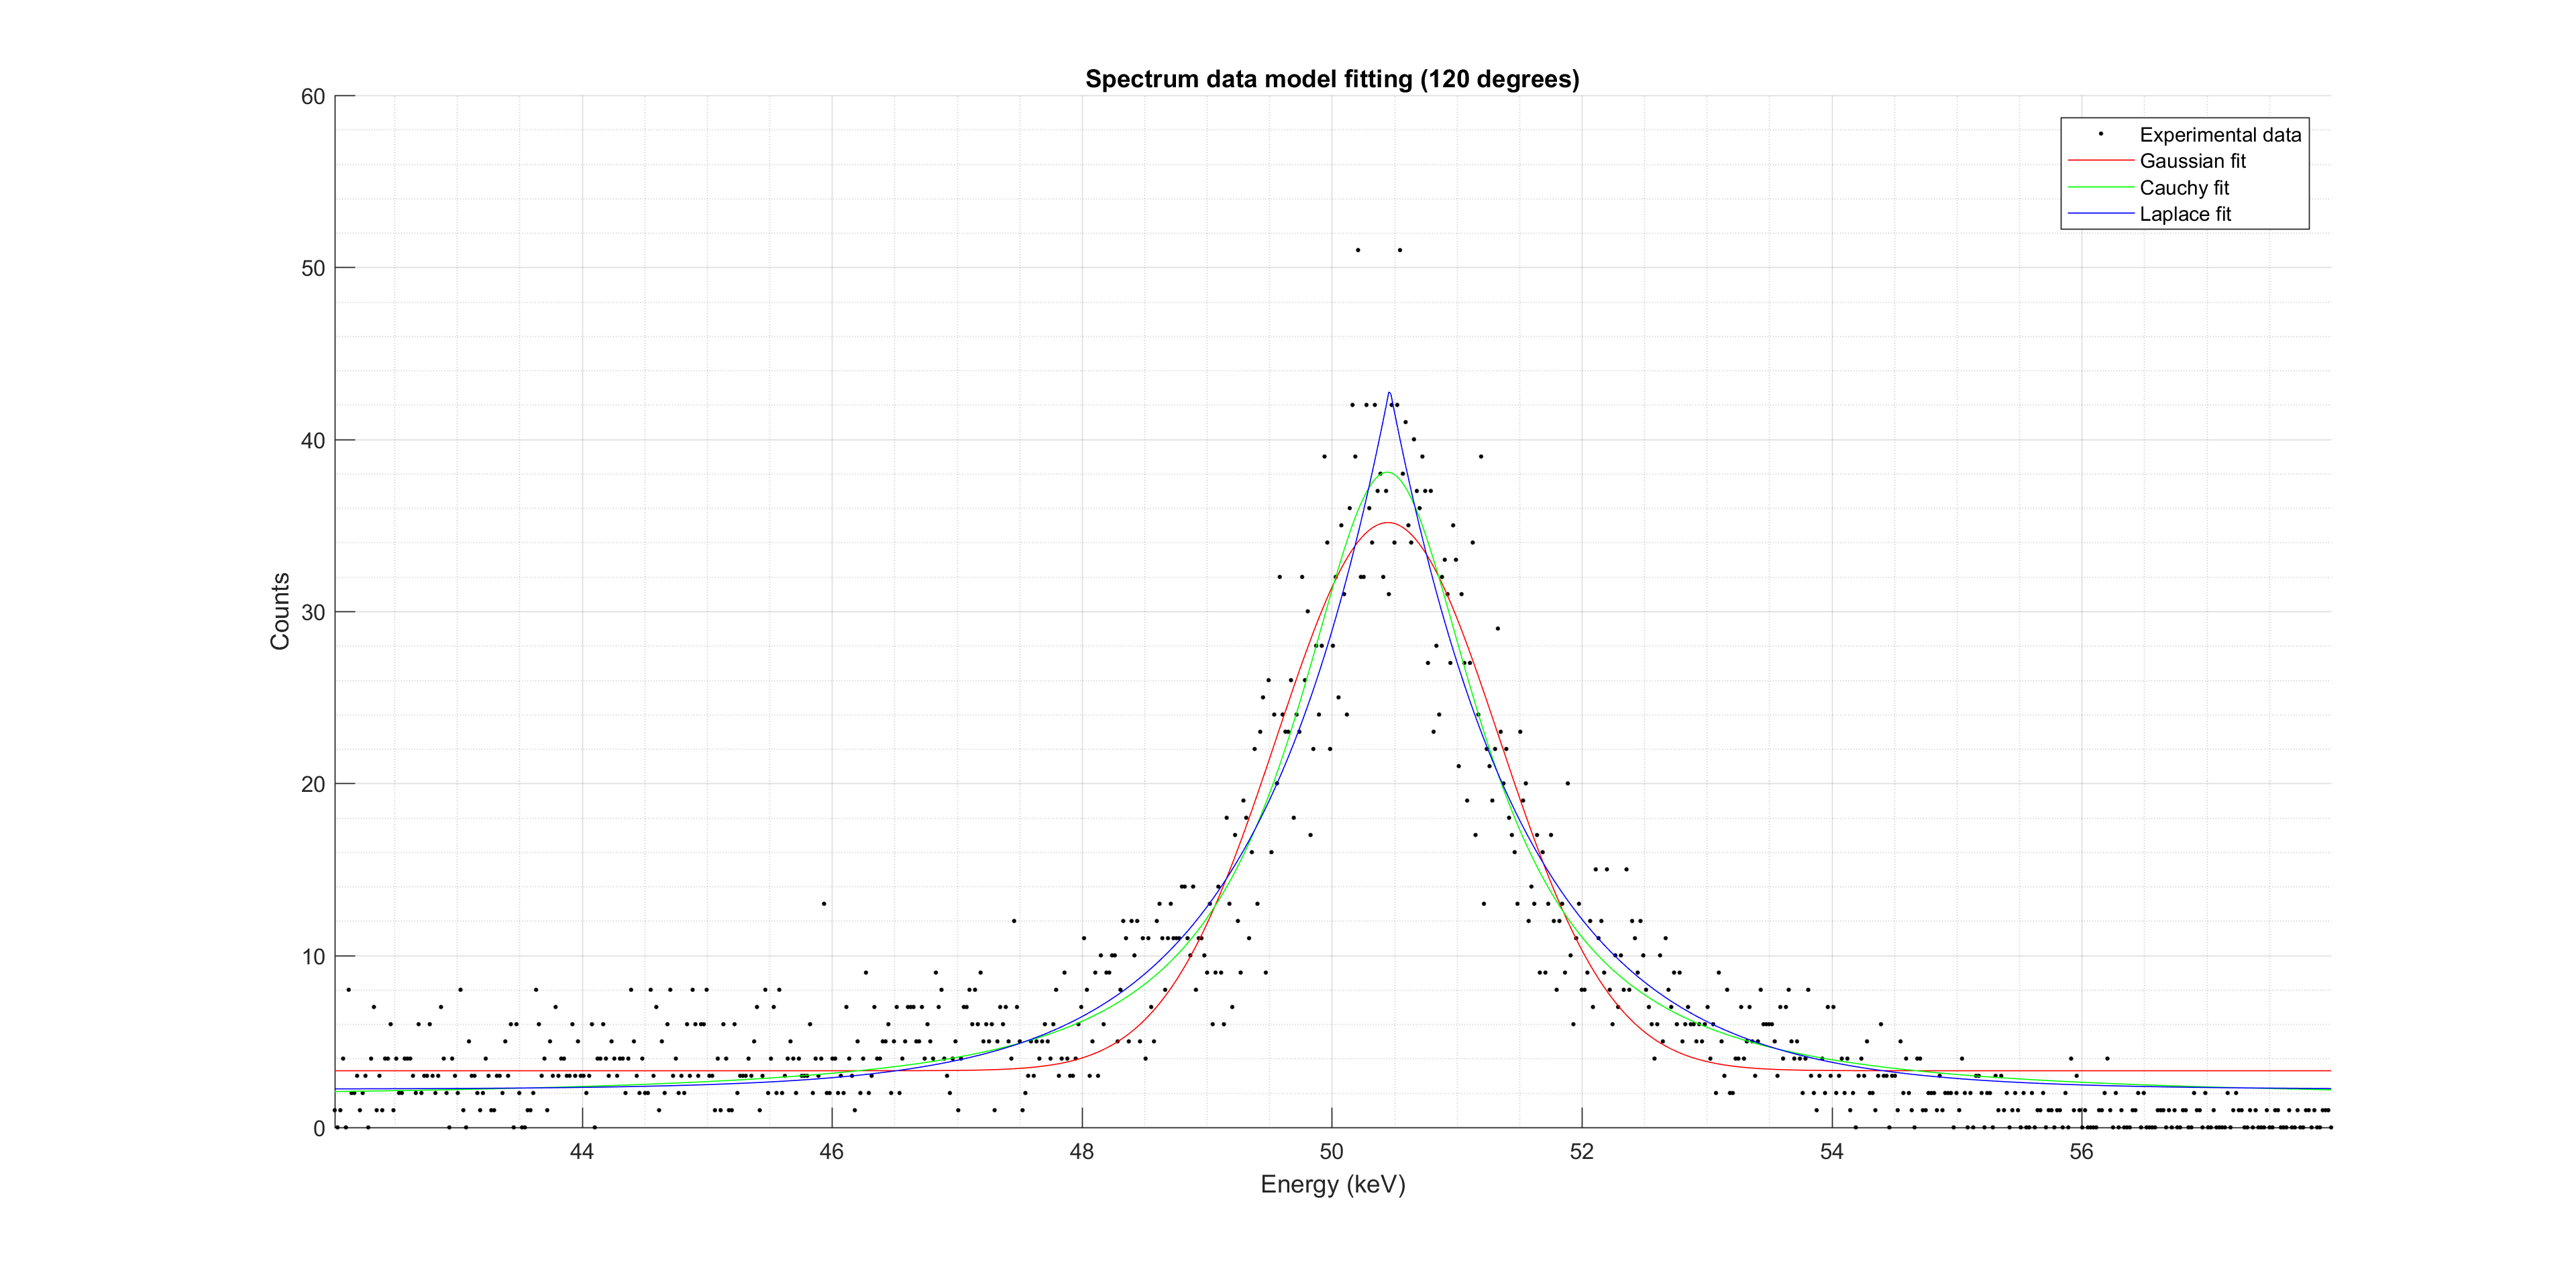 Spectrum data model fitting (120 degrees)
60
50
40
30
20
10
0
Counts
Experimental data
Gaussian fit
Cauchy fit
Laplace fit
44 46 48 50 52 54 56
Energy (keV)